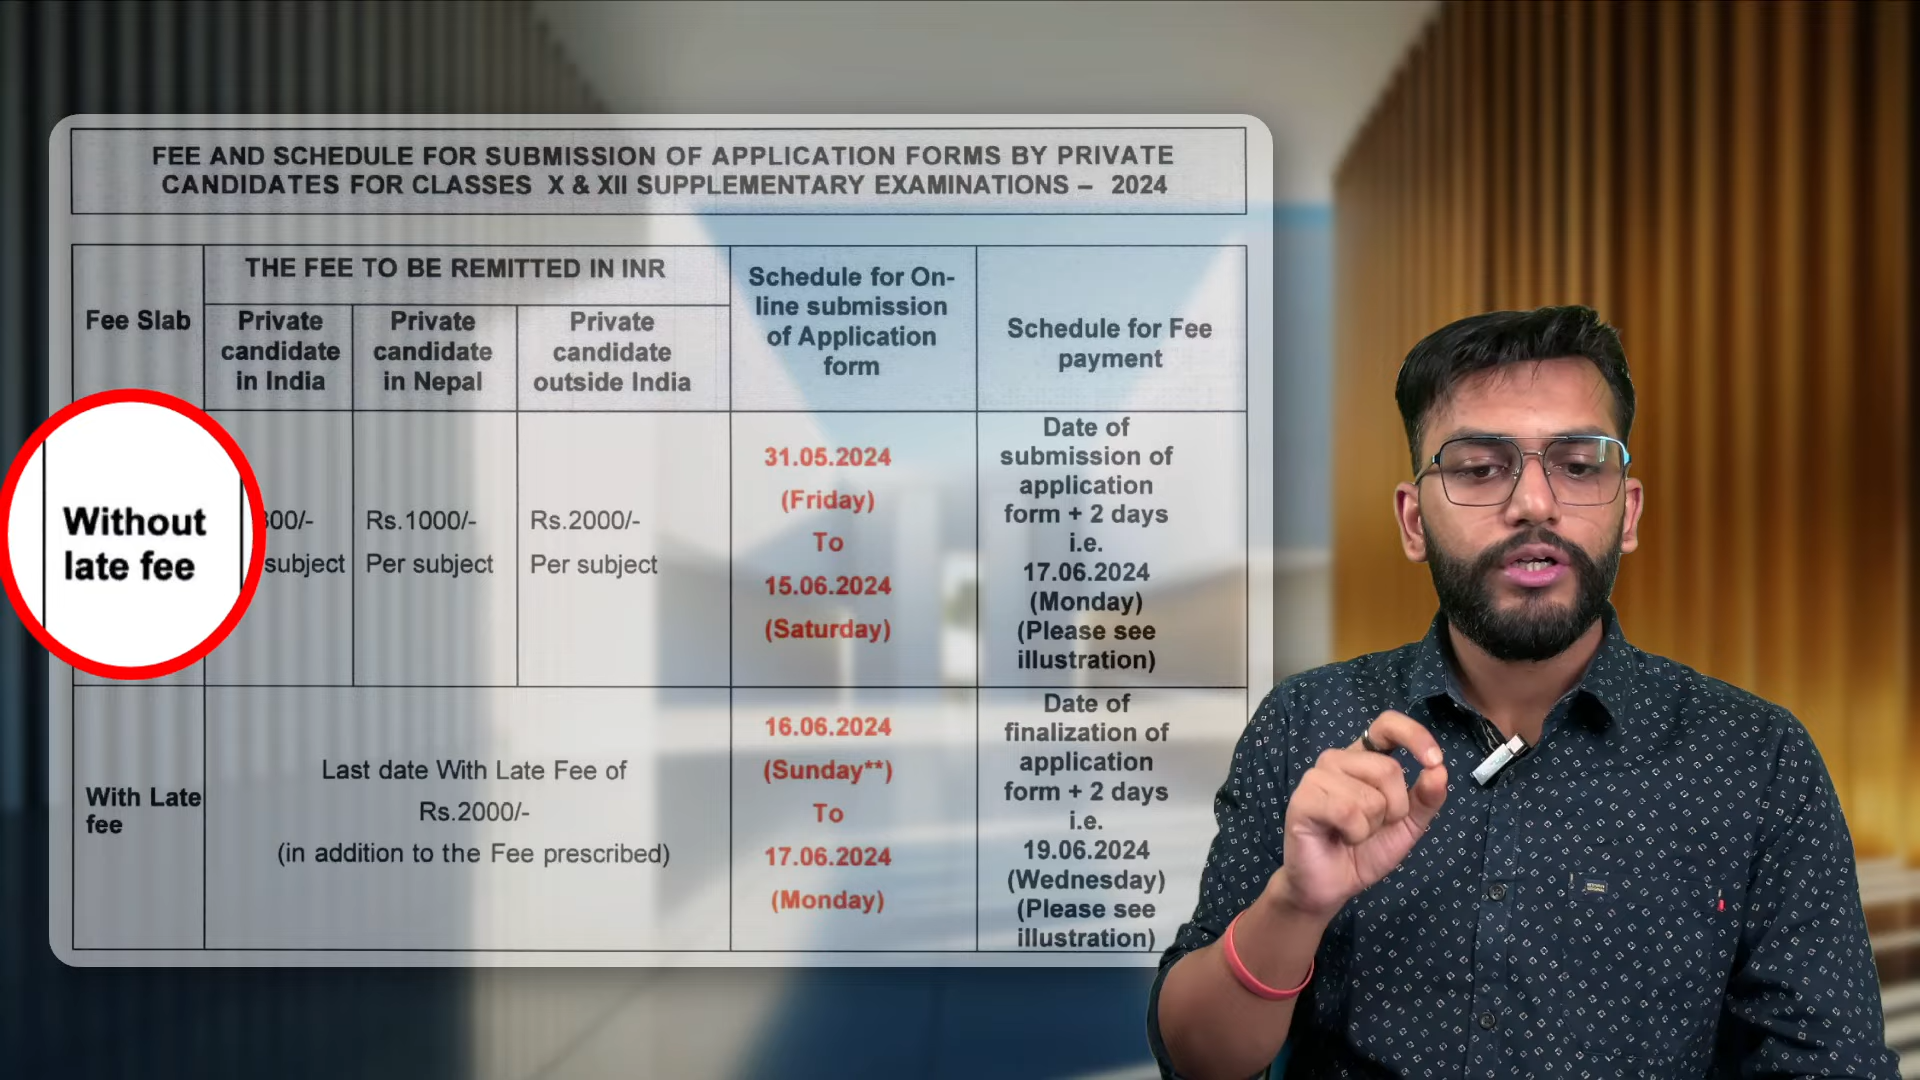 FEE AND SCHEDULE FOR SUBMISSION OF APPLICATION FORMS BY PRIVATE
CANDIDATES FOR CLASSES X & XII SUPPLEMENTARY EXAMINATIONS – 2024
Fee Slab
THE FEE TO BE REMITTED IN INR
Private
candidate
in India
Private
candidate
in Nepal
Private
candidate
outside India
Schedule for On-
line submission
of Application
form
Schedule for Fee
payment
Without
late fee
00/-
subject
Rs.1000/-
Per subject
Rs.2000/-
Per subject
31.05.2024
(Friday)
To
15.06.2024
(Saturday)
Date of
submission of
application
form + 2 days
i.e.
17.06.2024
(Monday)
(Please see
illustration)
With Late
fee
Last date With Late Fee of
Rs.2000/-
(in addition to the Fee prescribed)
16.06.2024
(Sunday**)
To
17.06.2024
(Monday)
Date of
finalization of
application
form + 2 days
i.e.
19.06.2024
(Wednesday)
(Please see
illustration)